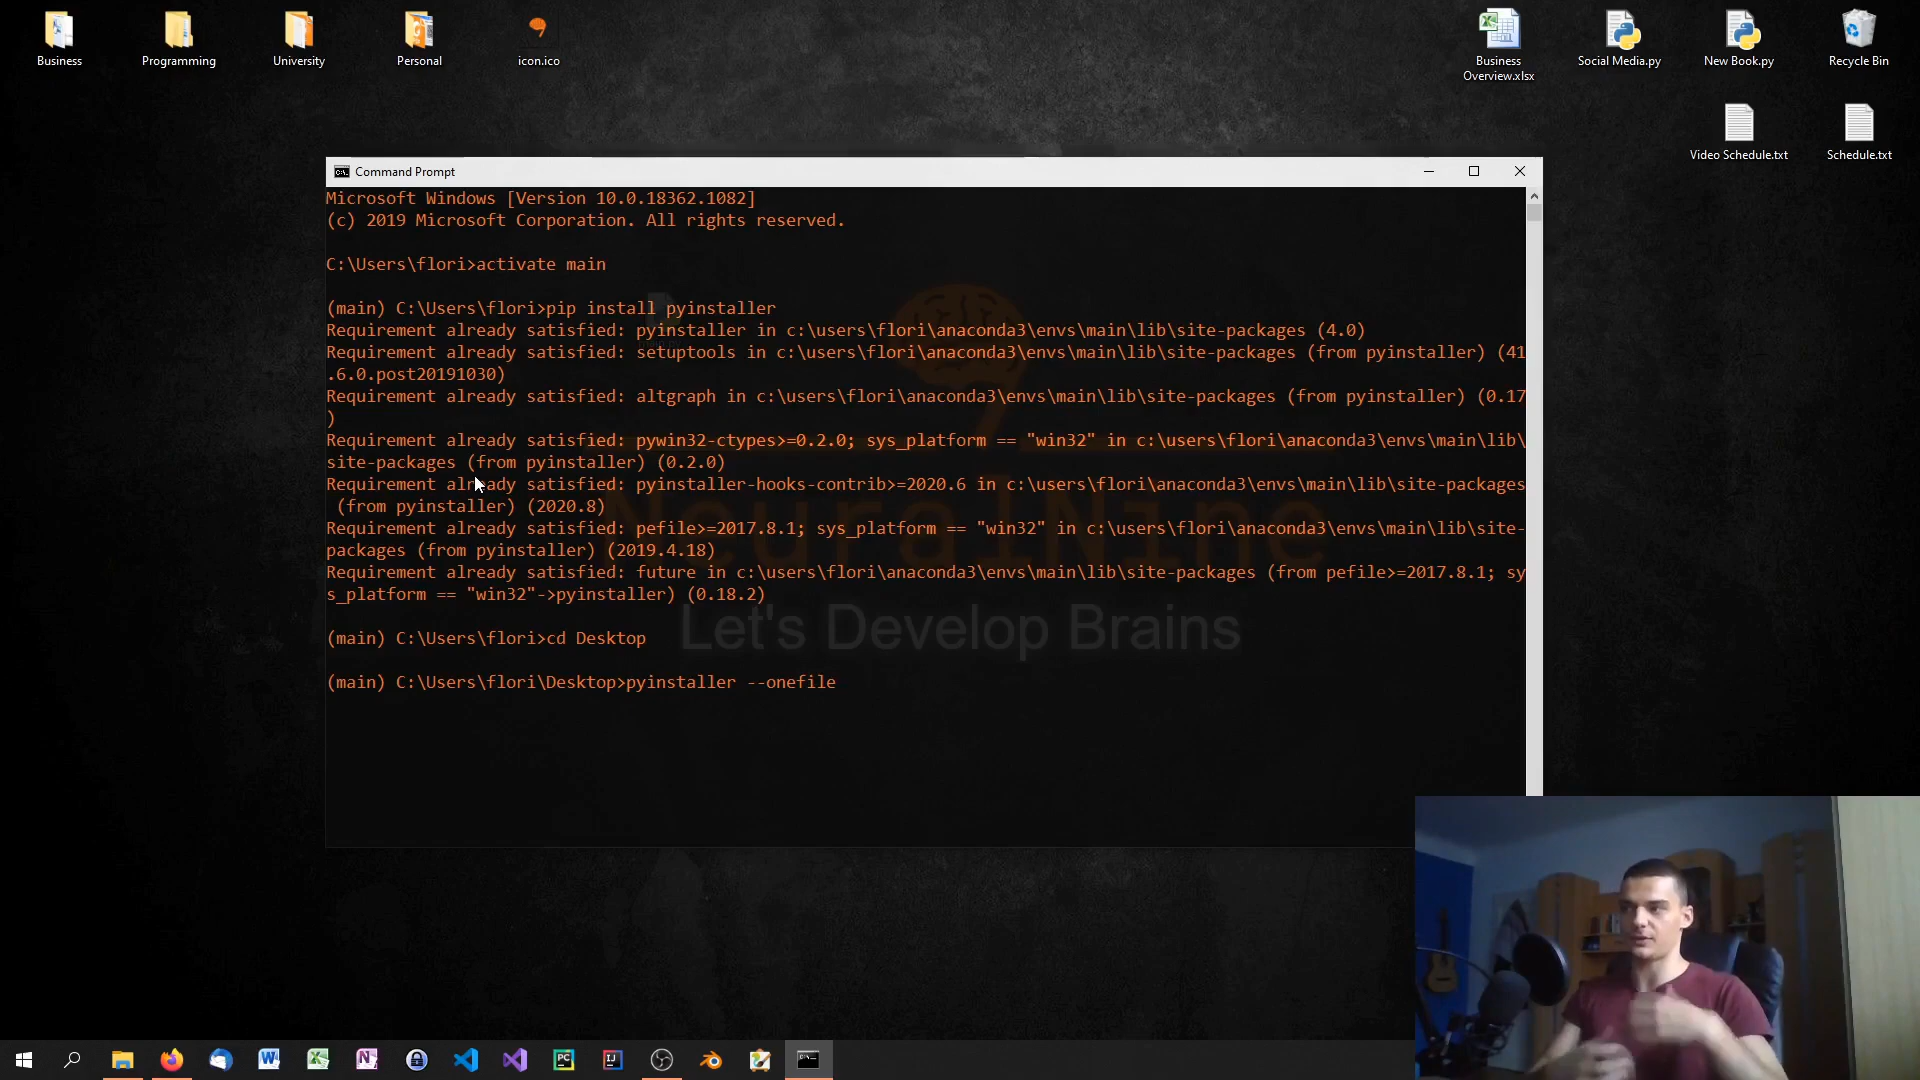 Business
Programming
University
Personal
icon.ico
Business
Overview.xlsx
Social Media.py
New Book.py
Recycle Bin
Video Schedule.txt
Schedule.txt
Command Prompt
Microsoft Windows [Version 10.0.18362.1082]
(c) 2019 Microsoft Corporation. All rights reserved.
C:\Users\flori>activate main
(main) C:\Users\flori>pip install pyinstaller
Requirement already satisfied: pyinstaller in c:\users\flori\anaconda3\envs\main\lib\site-packages (4.0)
Requirement already satisfied: setuptools in c:\users\flori\anaconda3\envs\main\lib\site-packages (from pyinstaller) (41
.6.0.post20191030)
Requirement already satisfied: altgraph in c:\users\flori\anaconda3\envs\main\lib\site-packages (from pyinstaller) (0.17
)
Requirement already satisfied: pywin32-ctypes>=0.2.0; sys_platform == "win32" in c:\users\flori\anaconda3\envs\main\lib\
site-packages (from pyinstaller) (0.2.0)
Requirement already satisfied: pyinstaller-hooks-contrib>=2020.6 in c:\users\flori\anaconda3\envs\main\lib\site-packages
(from pyinstaller) (2020.8)
Requirement already satisfied: pefile>=2017.8.1; sys_platform == "win32" in c:\users\flori\anaconda3\envs\main\lib\site-
packages (from pyinstaller) (2019.4.18)
Requirement already satisfied: future in c:\users\flori\anaconda3\envs\main\lib\site-packages (from pefile>=2017.8.1; sy
s_platform == "win32"->pyinstaller) (0.18.2)
(main) C:\Users\flori>cd Desktop
(main) C:\Users\flori\Desktop>pyinstaller --onefile
NeuralNine
Let's Develop Brains